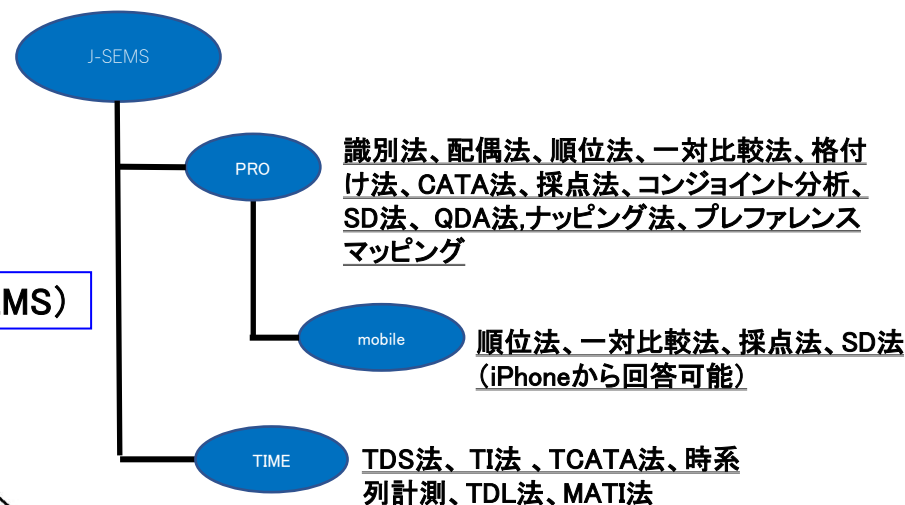 J-SEMS
PRO
識別法、配偶法、順位法、一対比較法、格付
け法、CATA法、採点法、コンジョイント分析、
SD法、QDA法,ナッピング法、プレファレンス
マッピング
MS）
mobile
順位法、一対比較法、採点法、SD法
（iPhoneから回答可能）
TIME
TDS法、TI法 、TCATA法、時系
列計測、TDL法、MATI法